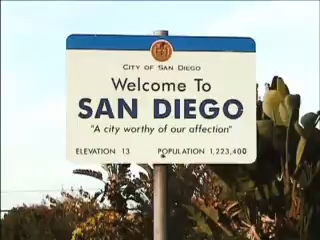 CITY OF SAN DIEGO
Welcome To
SAN DIEGO
"A city worthy of our affection"
ELEVATION 13 POPULATION 1,223,400